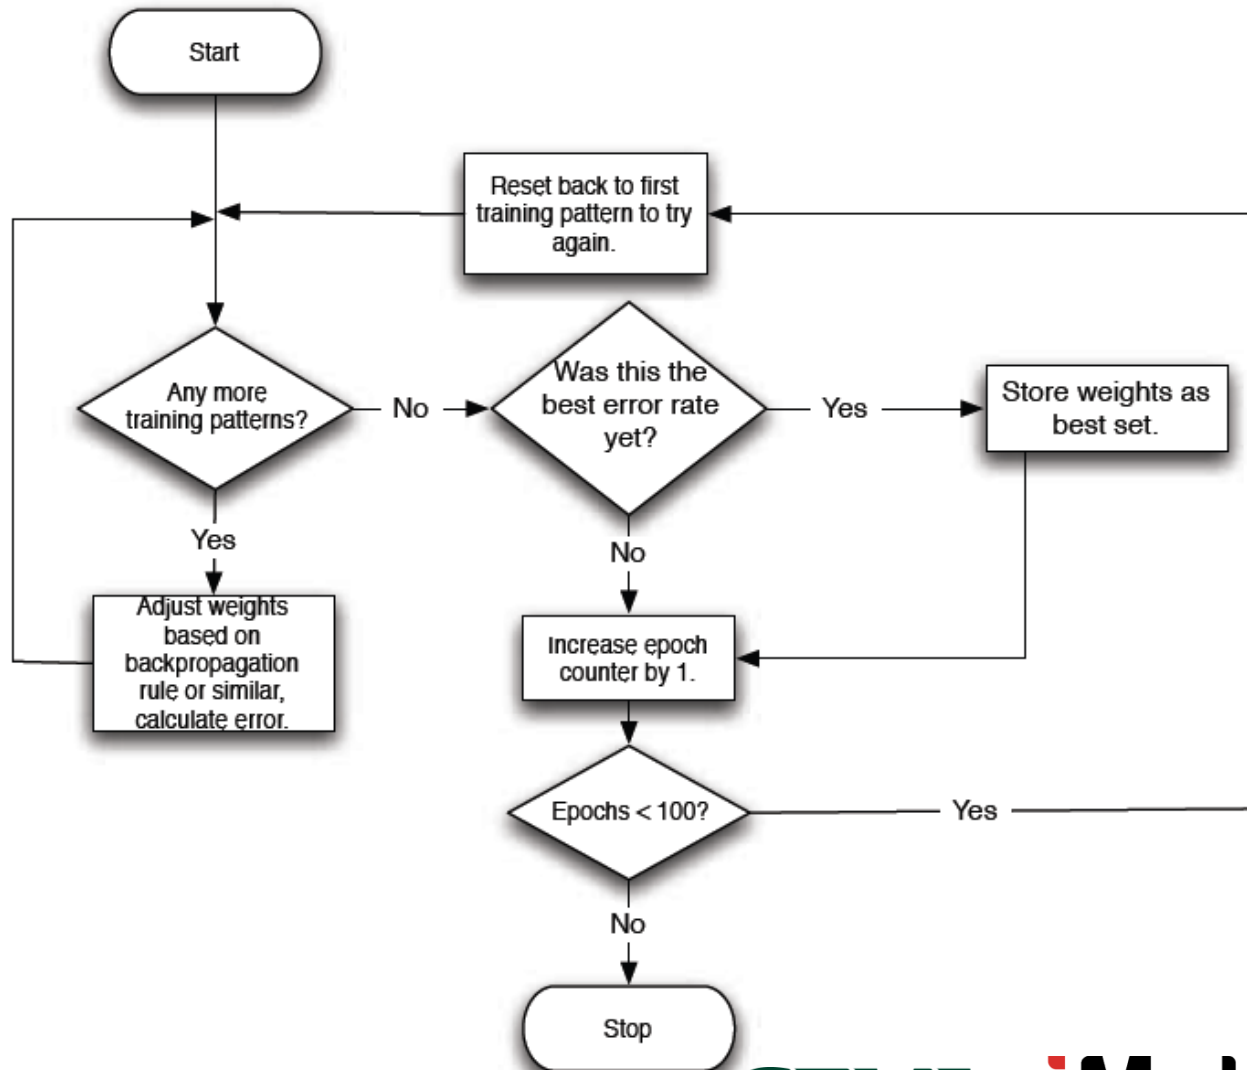 Start
Reset back to first
training pattern to try
again.
Any more
training patterns?
No
Was this the
best error rate
yet?
Yes
Store weights as
best set.
Yes
No
Adjust weights
based on
backpropagation
rule or similar,
calculate error.
Increase epoch
counter by 1.
Epochs < 100?
Yes
No
Stop